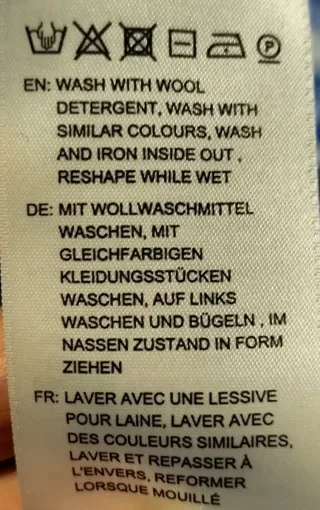 P
EN: WASH WITH WOOL
DETERGENT, WASH WITH
SIMILAR COLOURS, WASH
AND IRON INSIDE OUT ,
RESHAPE WHILE WET
DE: MIT WOLLWASCHMITTEL
WASCHEN, MIT
GLEICHFARBIGEN
KLEIDUNGSSTÜCKEN
WASCHEN, AUF LINKS
WASCHEN UND BÜGELN , IM
NASSEN ZUSTAND IN FORM
ZIEHEN
FR: LAVER AVEC UNE LESSIVE
POUR LAINE, LAVER AVEC
DES COULEURS SIMILAIRES,
LAVER ET REPASSER À
L'ENVERS, REFORMER
LORSQUE MOUILLÉ